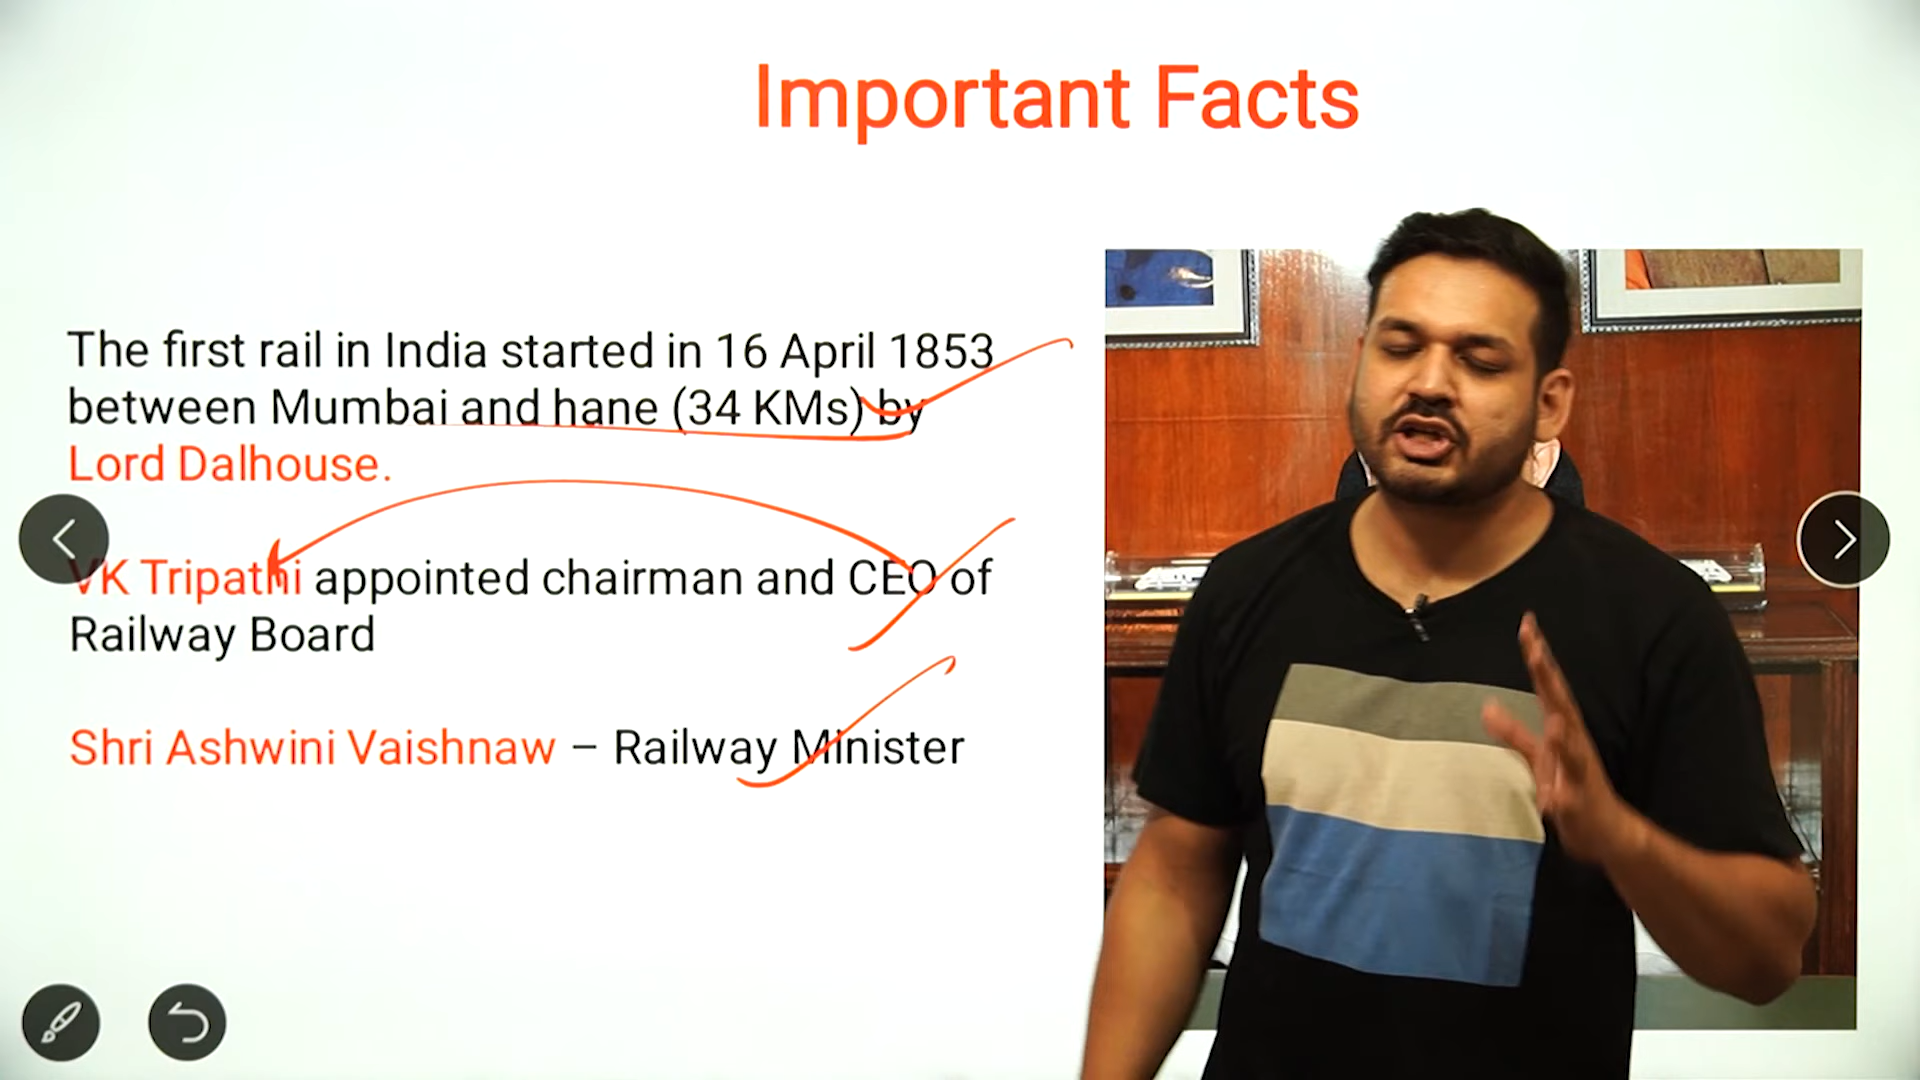 Important Facts
The first rail in India started in 16 April 1853
between Mumbai and hane (34 KMs) by
Lord Dalhouse.
VK Tripathi appointed chairman and CEO of
Railway Board
Shri Ashwini Vaishnaw – Railway Minister